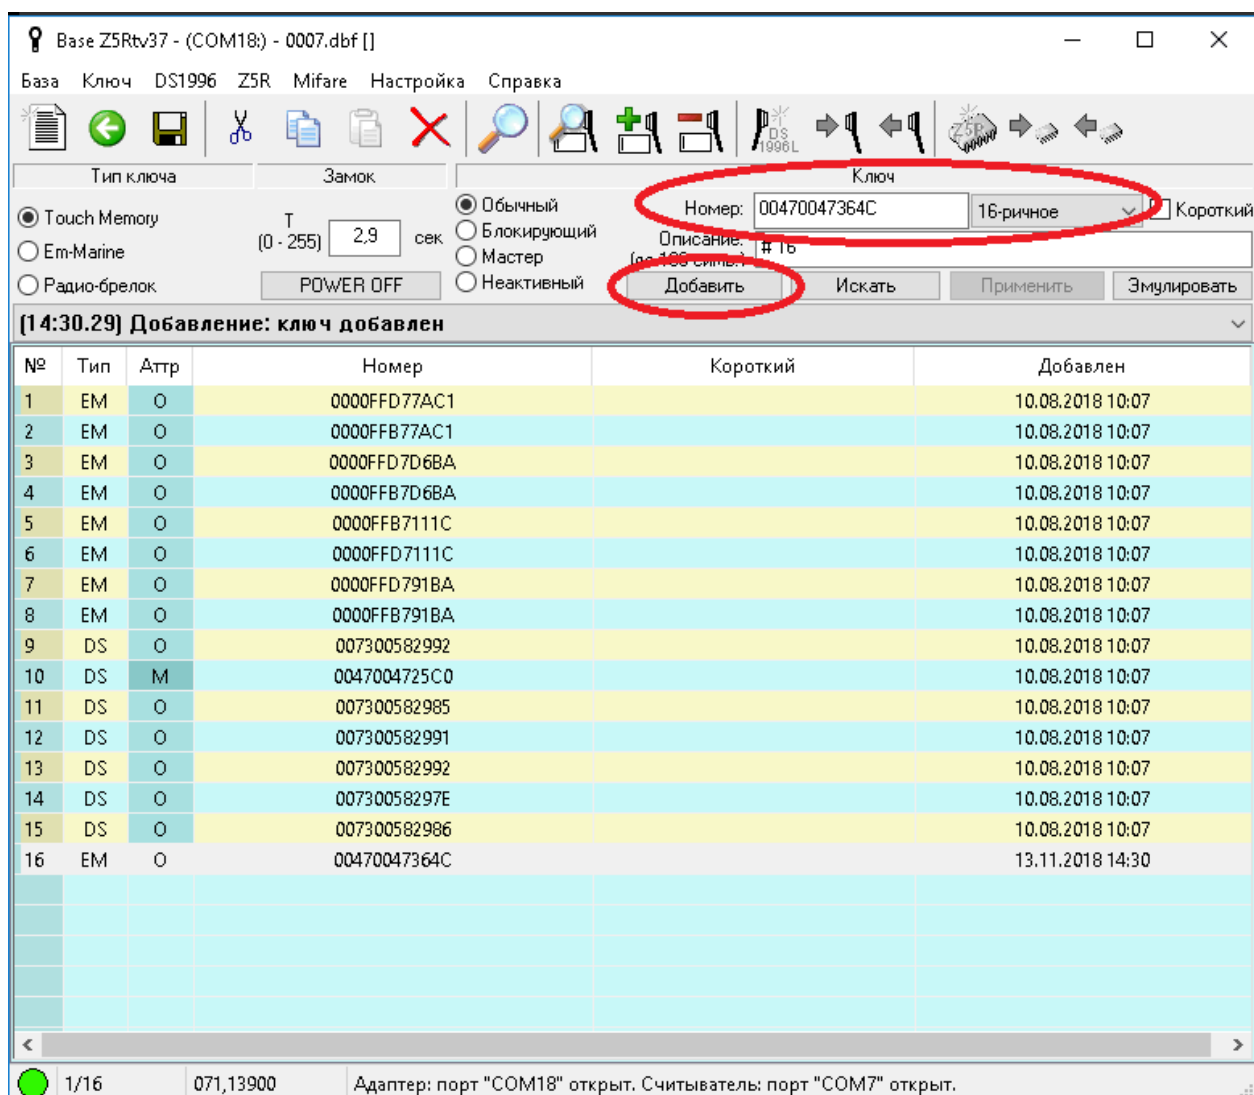 Base Z5Rtv37 - (COM18:) - 0007.dbf []
База Ключ DS1996 Z5R Mifare Настройка Справка
DS 1996L Z5R
Тип ключа Замок Ключ
Touch Memory
Em-Marine
Радио-брелок
T
(0 - 255) 2,9 сек
POWER OFF
Обычный
Блокирующий
Мастер
Неактивный
Номер: 00470047364C 16-ричное Короткий
Описание: # 16
Добавить Искать Применить Эмулировать
(14:30.29) Добавление: ключ добавлен
№ Тип Аттр Номер Короткий Добавлен
1 EM O 0000FFD77AC1 10.08.2018 10:07
2 EM O 0000FFB77AC1 10.08.2018 10:07
3 EM O 0000FFD7D6BA 10.08.2018 10:07
4 EM O 0000FFB7D6BA 10.08.2018 10:07
5 EM O 0000FFB7111C 10.08.2018 10:07
6 EM O 0000FFD7111C 10.08.2018 10:07
7 EM O 0000FFD791BA 10.08.2018 10:07
8 EM O 0000FFB791BA 10.08.2018 10:07
9 DS O 007300582992 10.08.2018 10:07
10 DS M 0047004725C0 10.08.2018 10:07
11 DS O 007300582985 10.08.2018 10:07
12 DS O 007300582991 10.08.2018 10:07
13 DS O 007300582992 10.08.2018 10:07
14 DS O 00730058297E 10.08.2018 10:07
15 DS O 007300582986 10.08.2018 10:07
16 EM O 00470047364C 13.11.2018 14:30
1/16 071,13900 Адаптер: порт "COM18" открыт. Считыватель: порт "COM7" открыт.